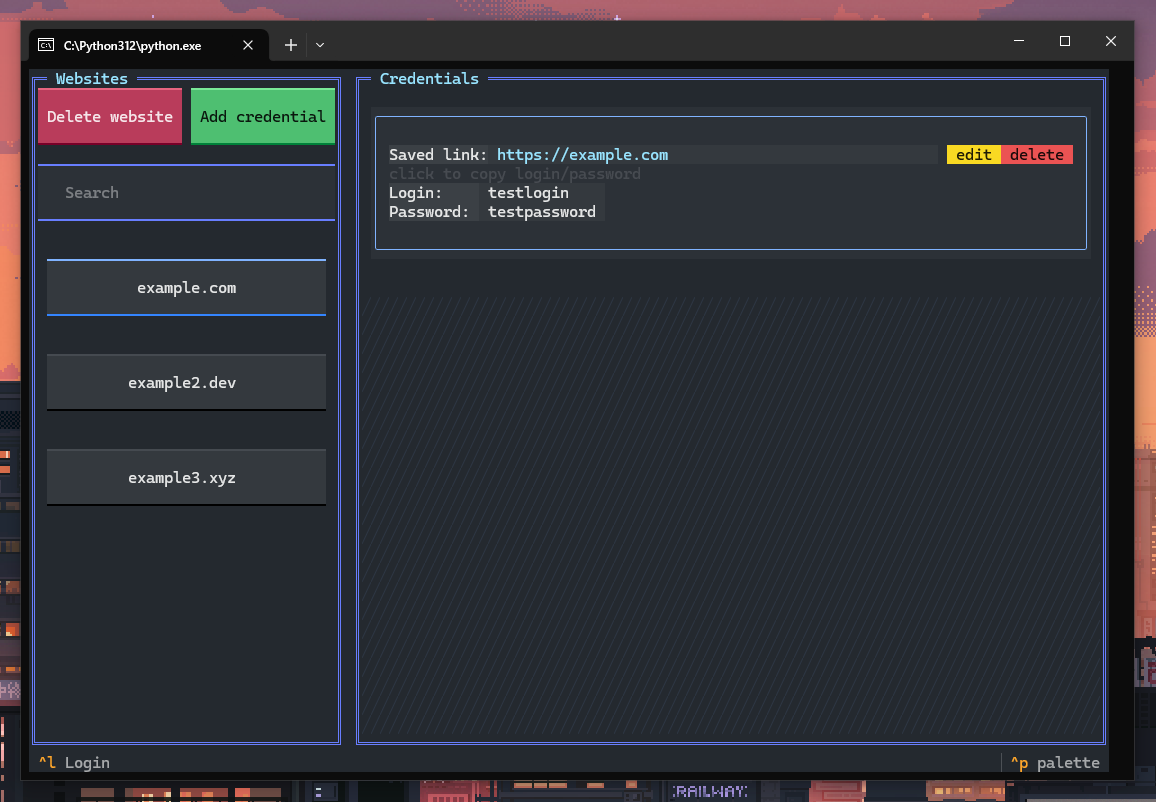 C:\Python312\python.exe
Websites
Delete website
Add credential
Search
example.com
example2.dev
example3.xyz
Credentials
Saved link: https://example.com
edit
delete
click to copy login/password
Login: testlogin
Password: testpassword
^l Login
^p palette
RAILWAY